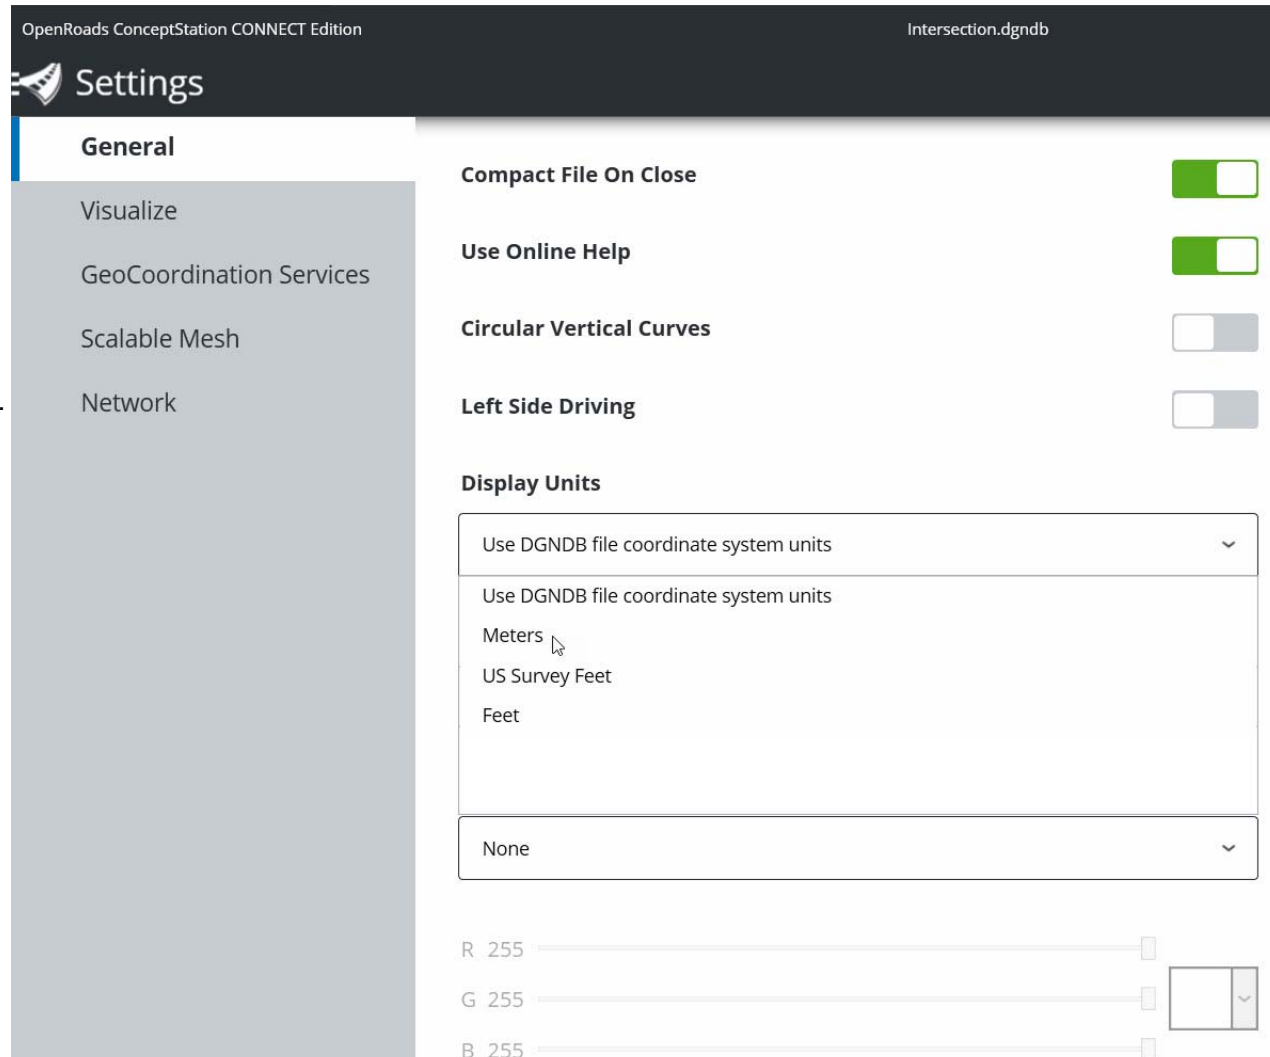 OpenRoads ConceptStation CONNECT Edition
Intersection.dgndb
Settings
General
Visualize
GeoCoordination Services
Scalable Mesh
Network
Compact File On Close
Use Online Help
Circular Vertical Curves
Left Side Driving
Display Units
Use DGNDB file coordinate system units
Use DGNDB file coordinate system units
Meters
US Survey Feet
Feet
None
R 255
G 255
B 255